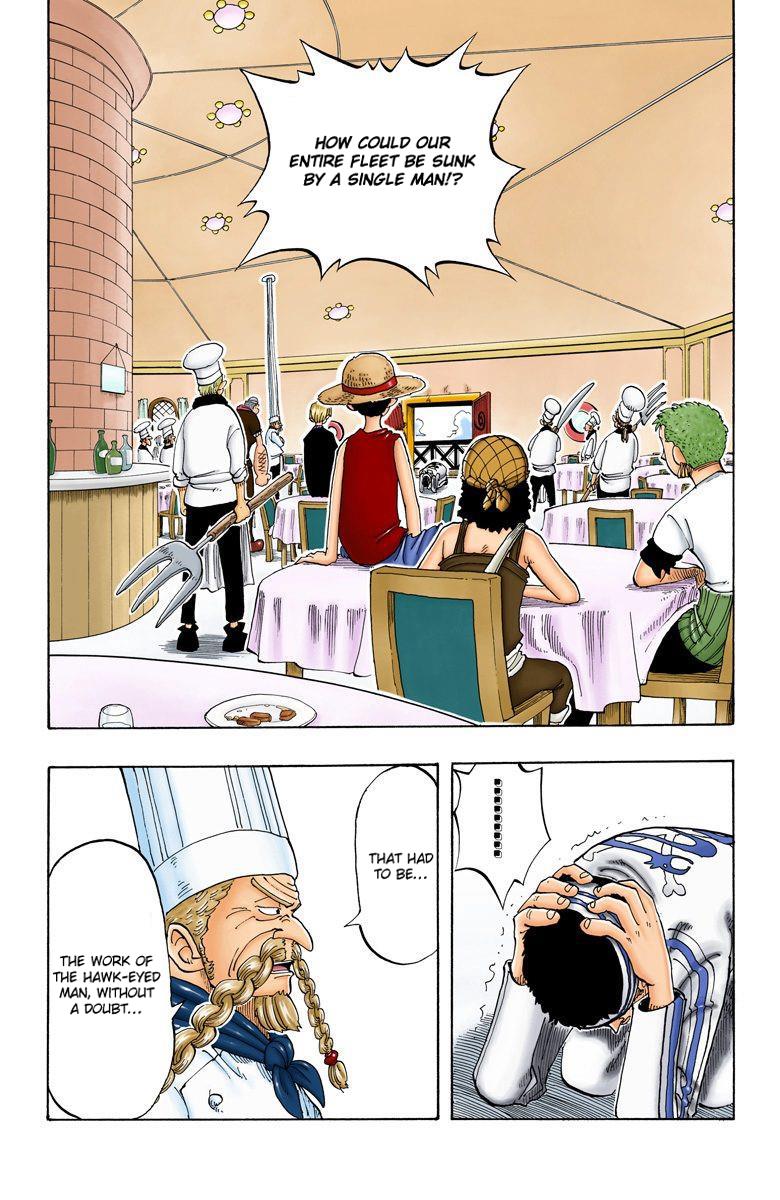 HOW COULD OUR
ENTIRE FLEET BE SUNK
BY A SINGLE MAN!?
THAT HAD
TO BE...
THE WORK OF
THE HAWK-EYED
MAN, WITHOUT
A DOUBT...